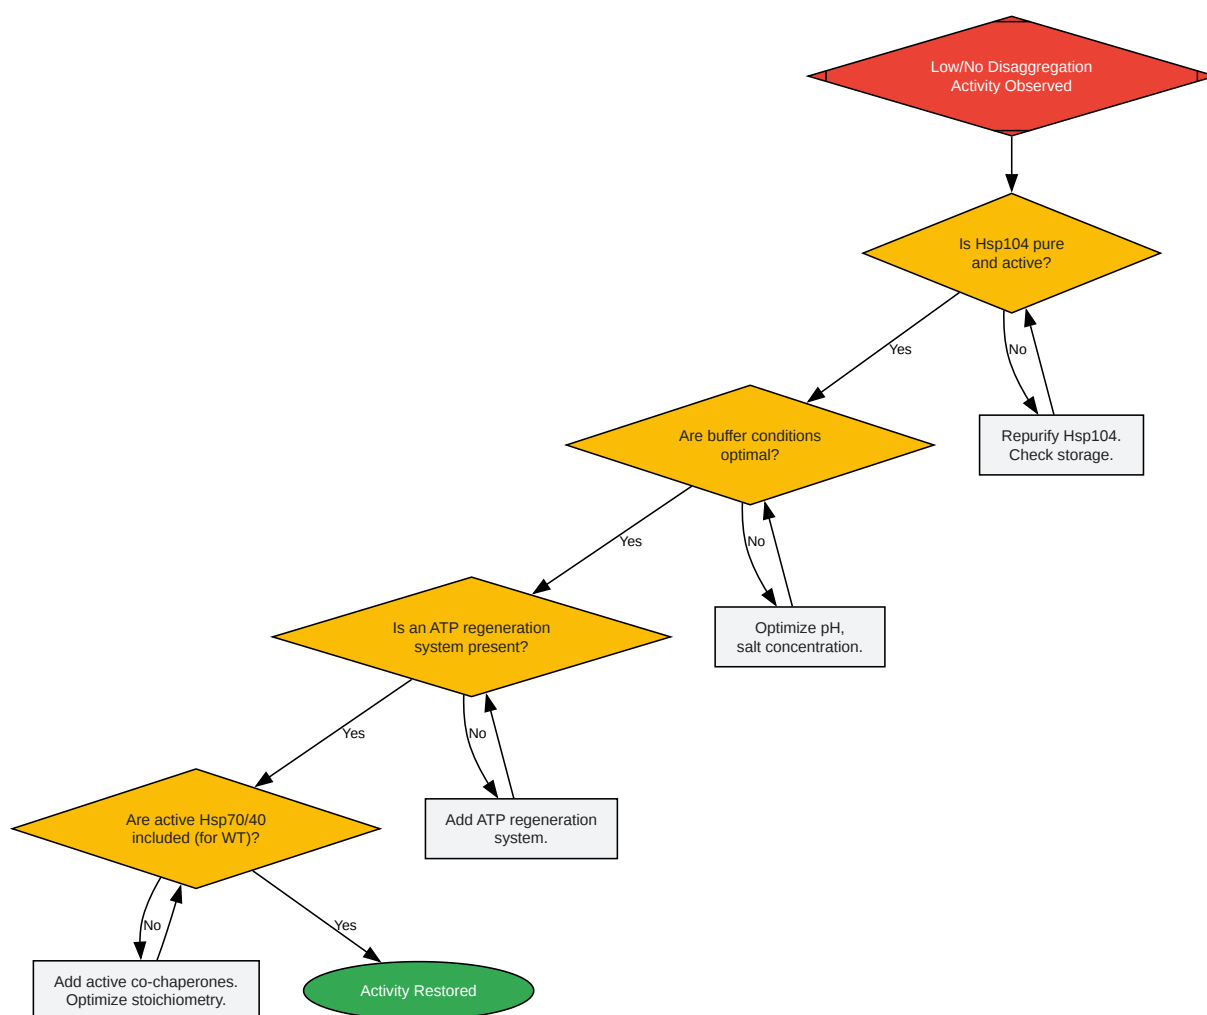 Low/No Disaggregation
Activity Observed
Is Hsp104 pure
and active?
Yes
No
Repurify Hsp104.
Check storage.
Are buffer conditions
optimal?
Yes
No
Optimize pH,
salt concentration.
Is an ATP regeneration
system present?
Yes
No
Add ATP regeneration
system.
Are active Hsp70/40
included (for WT)?
No
Yes
Add active co-chaperones.
Optimize stoichiometry.
Activity Restored